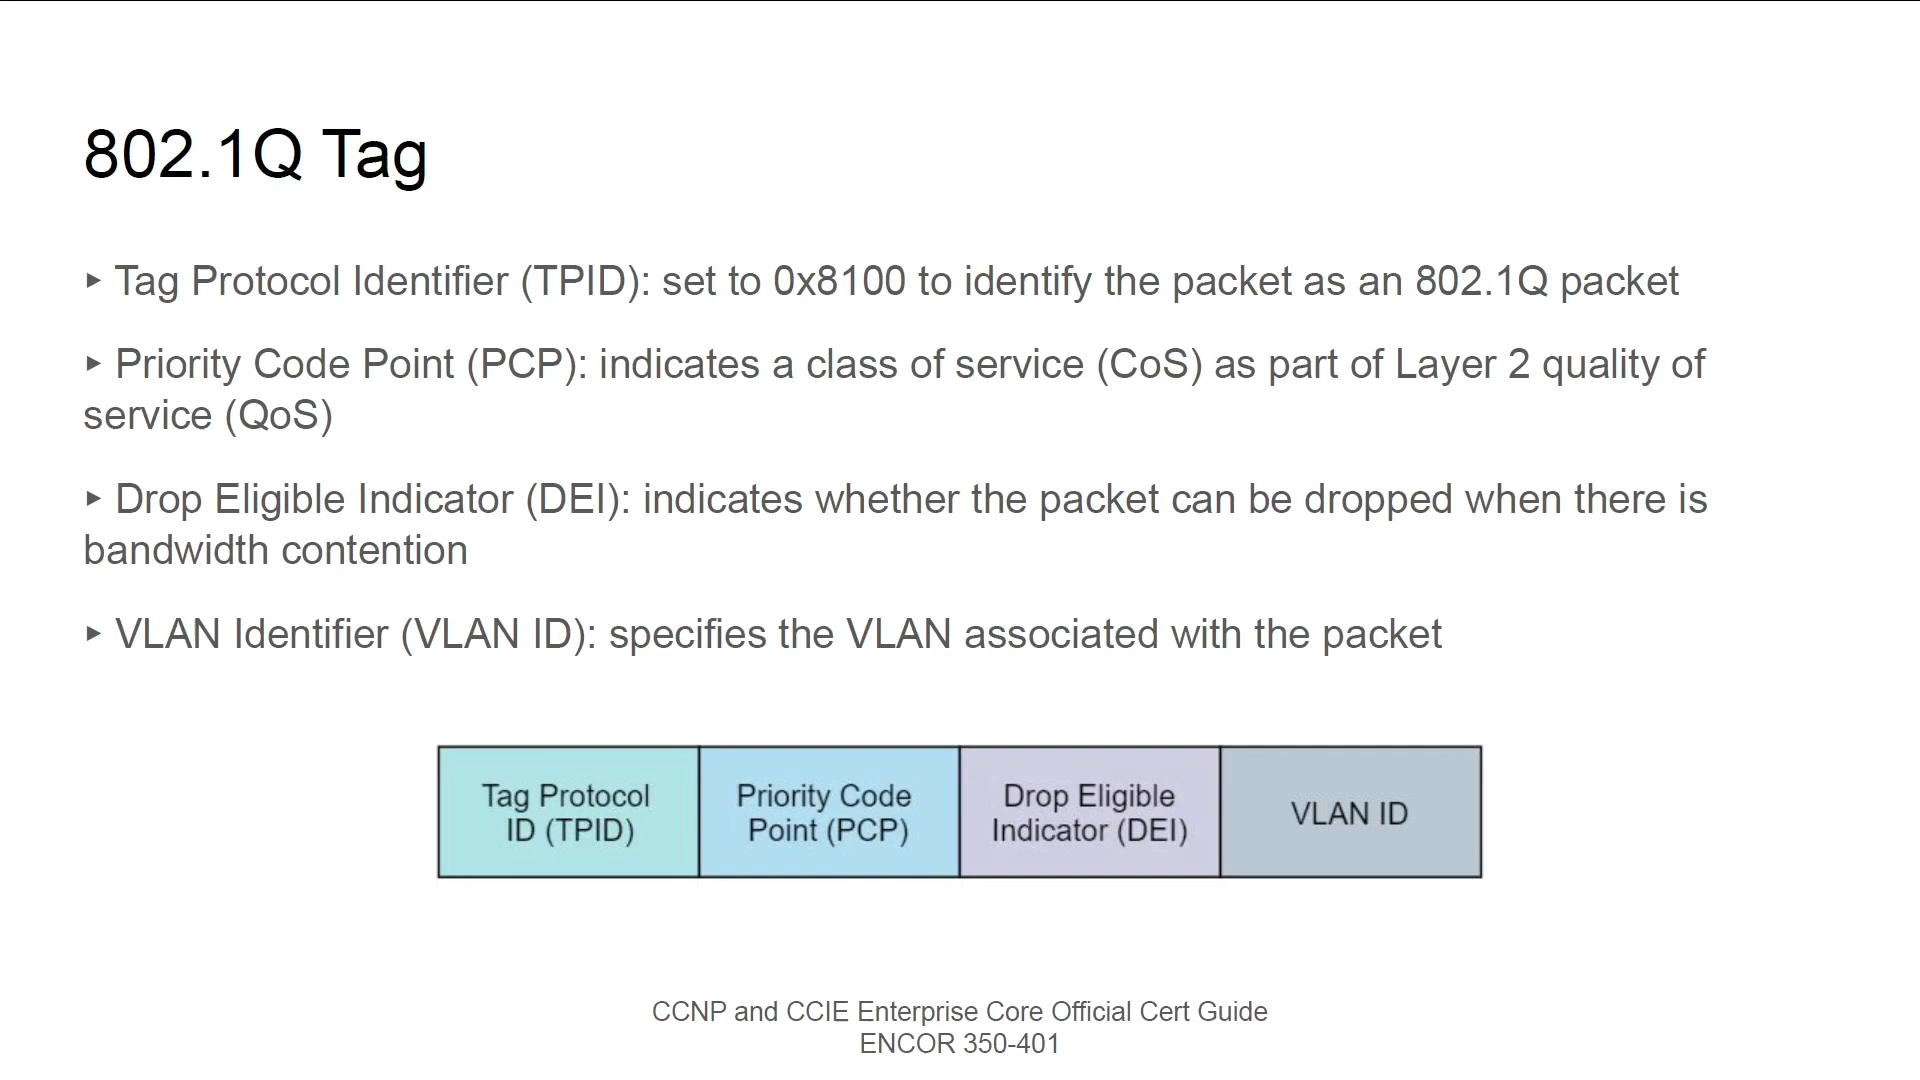 802.1Q Tag
▸ Tag Protocol Identifier (TPID): set to 0x8100 to identify the packet as an 802.1Q packet
▸ Priority Code Point (PCP): indicates a class of service (CoS) as part of Layer 2 quality of
service (QoS)
▸ Drop Eligible Indicator (DEI): indicates whether the packet can be dropped when there is
bandwidth contention
▸ VLAN Identifier (VLAN ID): specifies the VLAN associated with the packet
Tag Protocol
ID (TPID)
Priority Code
Point (PCP)
Drop Eligible
Indicator (DEI)
VLAN ID
CCNP and CCIE Enterprise Core Official Cert Guide
ENCOR 350-401